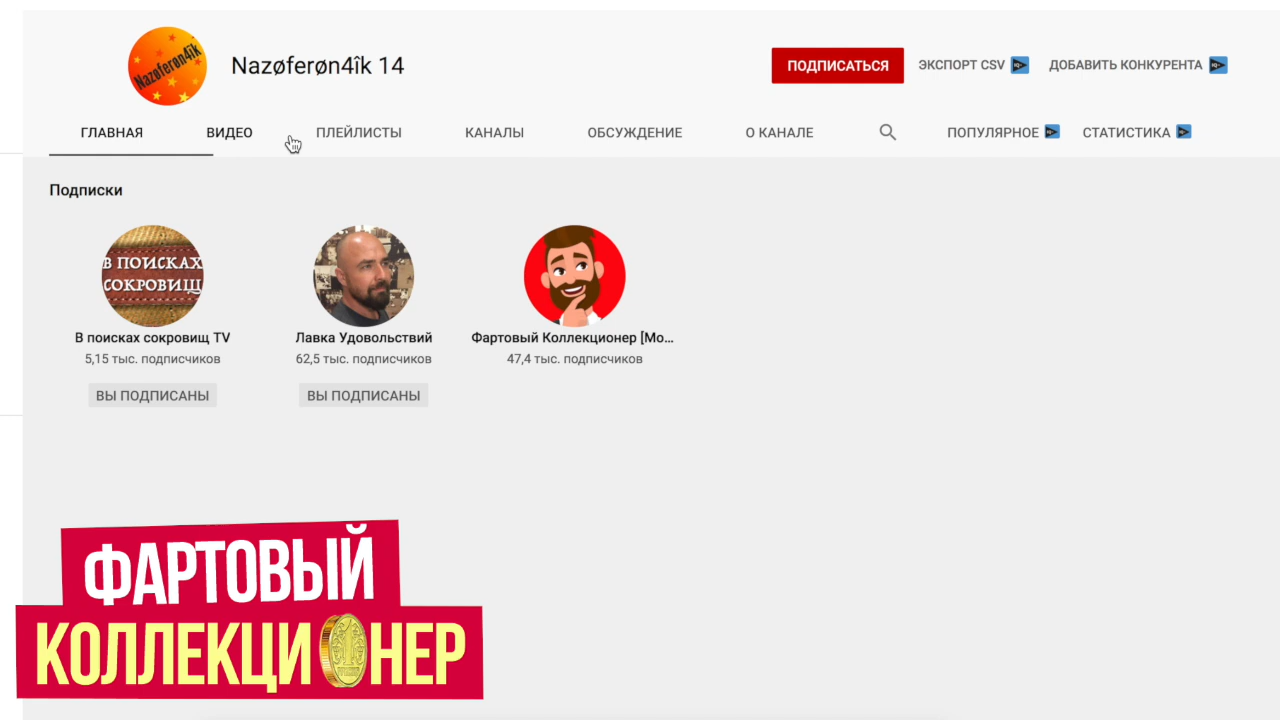 Nazøferøn4îk
Nazøferøn4îk 14
ПОДПИСАТЬСЯ
ЭКСПОРТ CSV
ДОБАВИТЬ КОНКУРЕНТА
ГЛАВНАЯ
ВИДЕО
ПЛЕЙЛИСТЫ
КАНАЛЫ
ОБСУЖДЕНИЕ
О КАНАЛЕ
ПОПУЛЯРНОЕ
СТАТИСТИКА
Подписки
В ПОИСКАХ
СОКРОВИЩ
В поисках сокровищ TV
Лавка Удовольствий
Фартовый Коллекционер [Мо...
5,15 тыс. подписчиков
62,5 тыс. подписчиков
47,4 тыс. подписчиков
ВЫ ПОДПИСАНЫ
ВЫ ПОДПИСАНЫ
ФАРТОВЫЙ
КОЛЛЕКЦИОНЕР